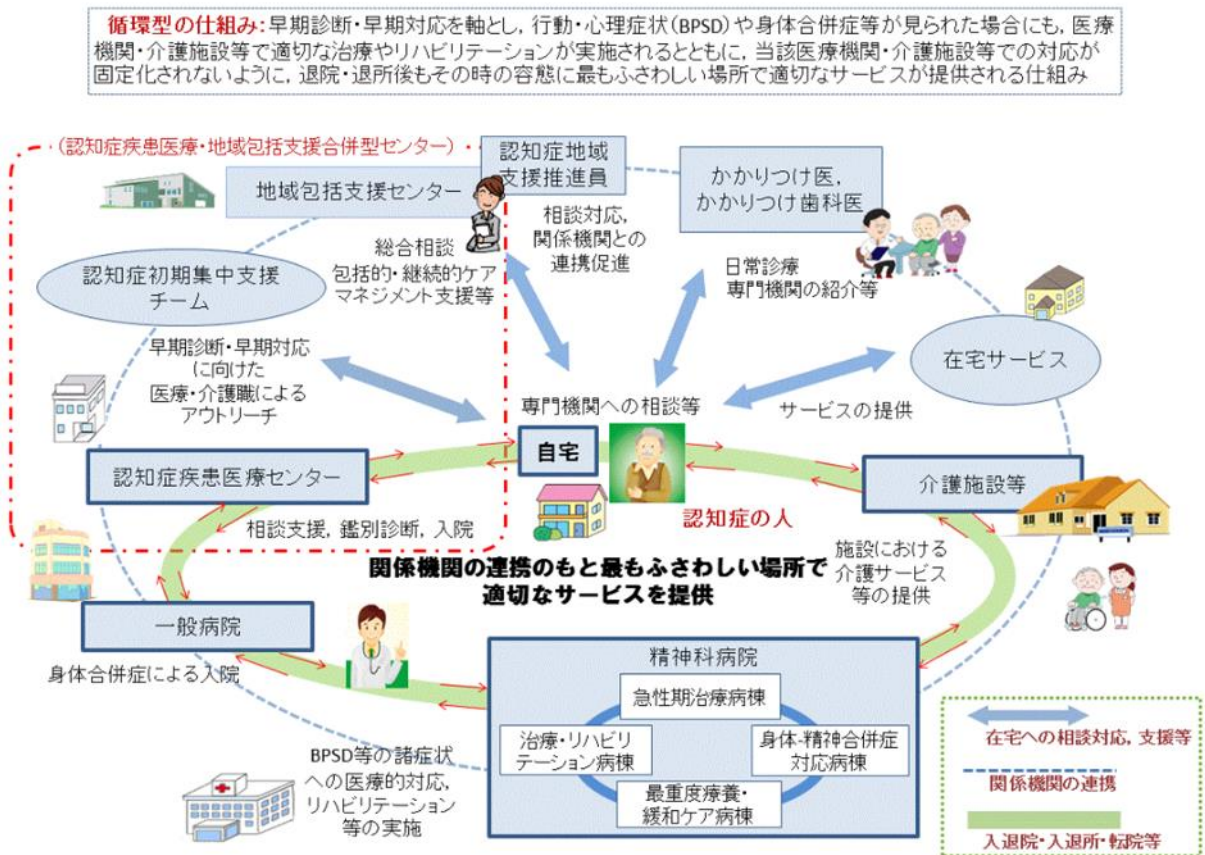 循環型の仕組み:早期診断・早期対応を軸とし,行動・心理症状(BPSD)や身体合併症等が見られた場合にも,医療
機関・介護施設等で適切な治療やリハビリテーションが実施されるとともに,当該医療機関・介護施設等での対応が
固定化されないように,退院・退所後もその時の容態に最もふさわしい場所で適切なサービスが提供される仕組み
(認知症疾患医療・地域包括支援合併型センター)
地域包括支援センター
認知症地域
支援推進員
かかりつけ医,
かかりつけ歯科医
総合相談
包括的・継続的ケア
マネジメント支援等
相談対応,
関係機関との
連携促進
日常診療
専門機関の紹介等
認知症初期集中支援
チーム
早期診断・早期対応
に向けた
医療・介護職による
アウトリーチ
在宅サービス
専門機関への相談等
サービスの提供
自宅
認知症の人
認知症疾患医療センター
相談支援,鑑別診断,入院
介護施設等
施設における
介護サービス
等の提供
関係機関の連携のもと最もふさわしい場所で
適切なサービスを提供
一般病院
身体合併症による入院
精神科病院
急性期治療病棟
治療・リハビリ
テーション病棟
身体-精神合併症
対応病棟
最重度療養・
緩和ケア病棟
BPSD等の諸症状
への医療的対応,
リハビリテーション
等の実施
在宅への相談対応,支援等
関係機関の連携
入退院・入退所・転院等